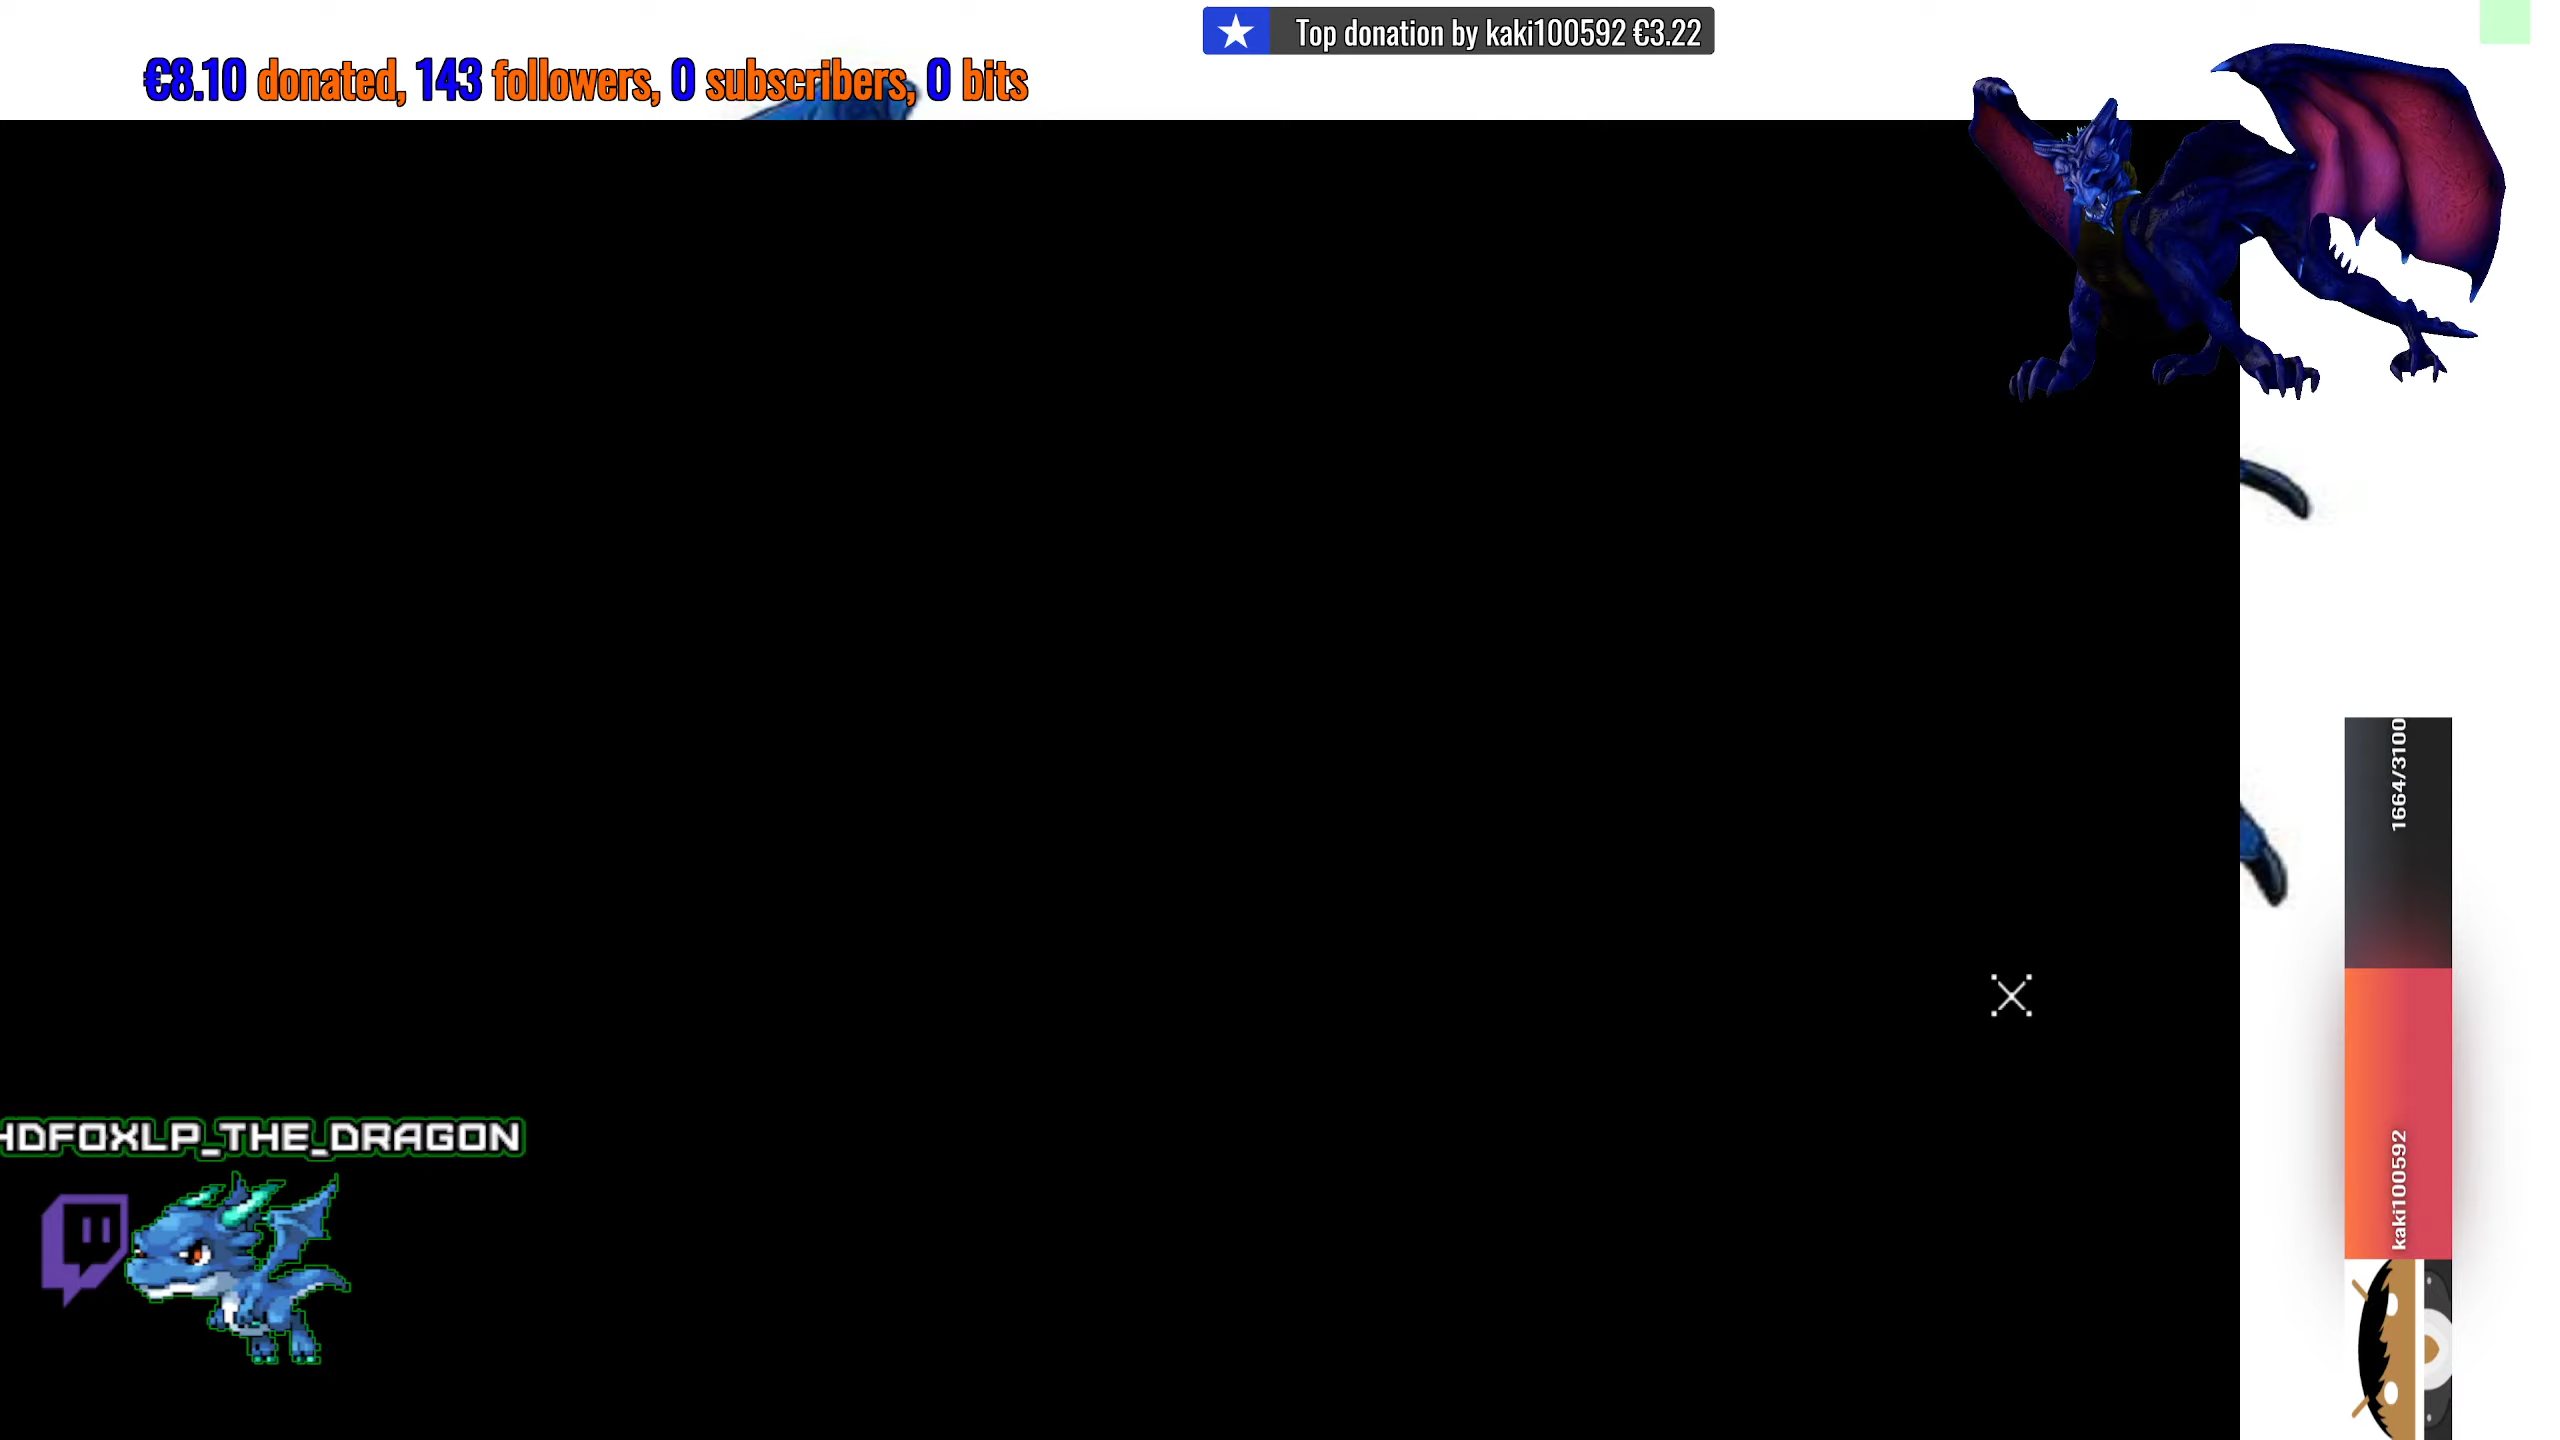 Top donation by kaki100592 €3.22
€8.10 donated, 143 followers, 0 subscribers, 0 bits
1664/3100
kaki100592
HDFOXLP_THE_DRAGON